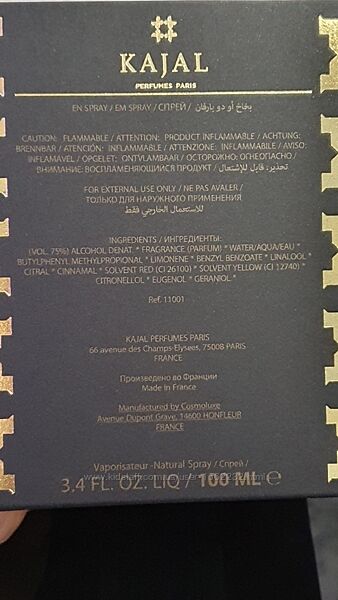 KAJAL
PERFUMES PARIS
EN SPRAY / EM SPRAY / СПРЕЙ / بخاخ أو دو بارفان
CAUTION: FLAMMABLE / ATTENTION: PRODUCT INFLAMMABLE / ACHTUNG:
BRENNBAR / ATENCIÓN: INFLAMMABLE / ATTENZIONE: INFIAMMABILE / AVISO:
INFLAMÁVEL / OPGELET: ONTVLAMBAAR / ОСТОРОЖНО: ОГНЕОПАСНО /
ВНИМАНИЕ: ВОСПЛАМЕНЯЮЩИЙСЯ ПРОДУКТ / تحذير: قابل للإشتعال
FOR EXTERNAL USE ONLY / NE PAS AVALER /
ТОЛЬКО ДЛЯ НАРУЖНОГО ПРИМЕНЕНИЯ
للاستعمال الخارجي فقط
INGREDIENTS / ИНГРЕДИЕНТЫ:
(VOL. 75%) ALCOHOL DENAT. * FRAGRANCE (PARFUM) * WATER/AQUA/EAU *
BUTYLPHENYL METHYLPROPIONAL * LIMONENE * BENZYL BENZOATE * LINALOOL *
CITRAL * CINNAMAL * SOLVENT RED (CI 26100) * SOLVENT YELLOW (CI 12740) *
CITRONELLOL * EUGENOL * GERANIOL *
Ref. 11001
KAJAL PERFUMES PARIS
66 avenue des Champs-Elysees, 75008 PARIS
FRANCE
Произведено во Франции
Made In France
Manufactured by Cosmoluxe
Avenue Dupont Grave, 14600 HONFLEUR
FRANCE
Vaporisateur -Natural Spray / Спрей /
3.4 FL. OZ. LIQ / 100 ML ℮